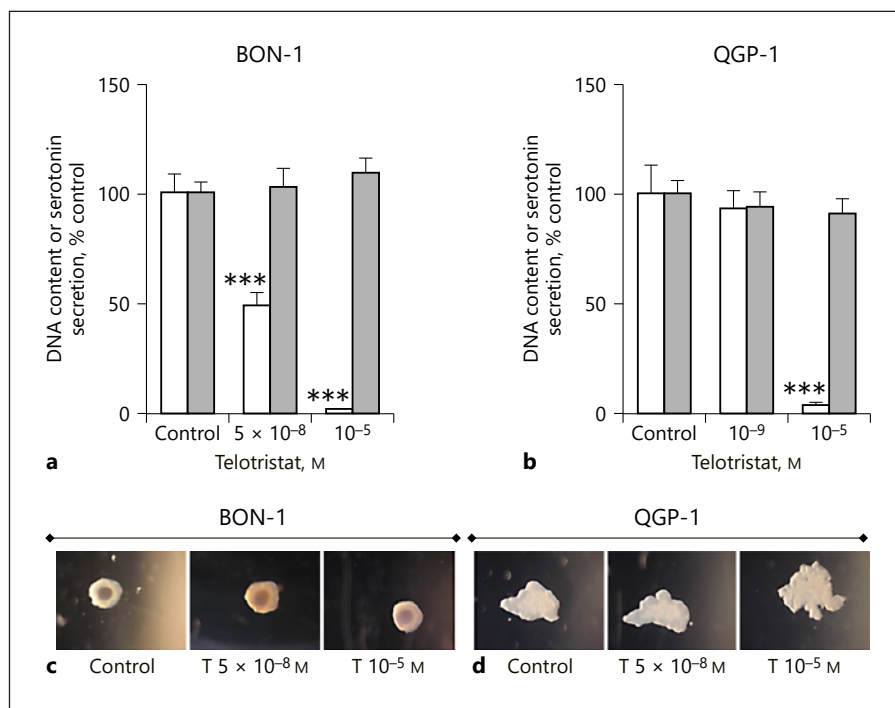 BON-1
150
100
50
0
DNA content or serotonin
secretion, % control
***
***
Control
5 × 10⁻⁸
10⁻⁵
Telotristat, M
a
QGP-1
150
100
50
0
DNA content or serotonin
secretion, % control
***
Control
10⁻⁹
10⁻⁵
Telotristat, M
b
BON-1
QGP-1
c Control T 5 × 10⁻⁸ M T 10⁻⁵ M
d Control T 5 × 10⁻⁸ M T 10⁻⁵ M